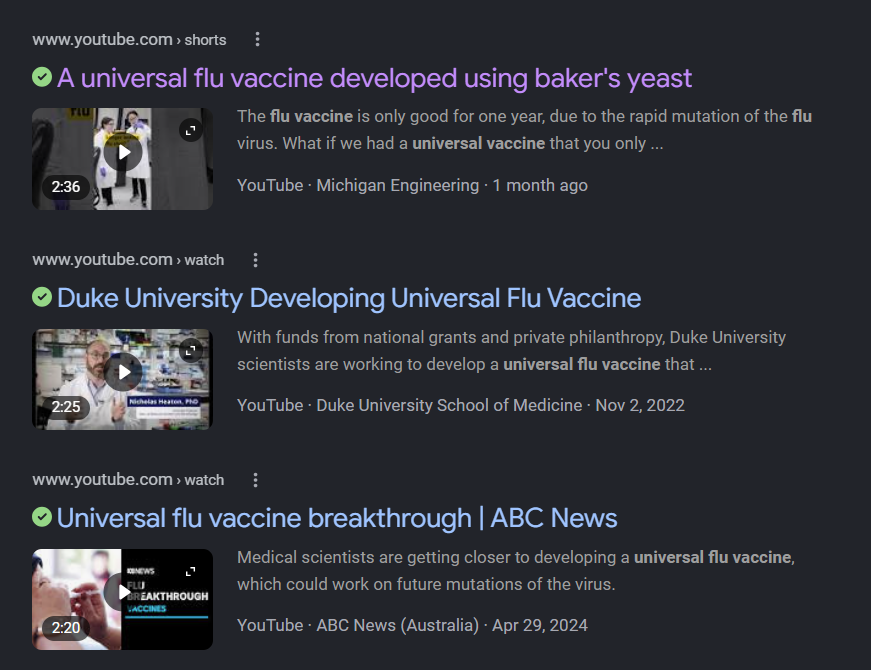 www.youtube.com › shorts
A universal flu vaccine developed using baker's yeast
FLU
2:36
The flu vaccine is only good for one year, due to the rapid mutation of the flu
virus. What if we had a universal vaccine that you only ...
YouTube · Michigan Engineering · 1 month ago
www.youtube.com › watch
Duke University Developing Universal Flu Vaccine
Nicholas Heaton, PhD
2:25
With funds from national grants and private philanthropy, Duke University
scientists are working to develop a universal flu vaccine that ...
YouTube · Duke University School of Medicine · Nov 2, 2022
www.youtube.com › watch
Universal flu vaccine breakthrough | ABC News
NEWS
FLU
BREAKTHROUGH
VACCINES
2:20
Medical scientists are getting closer to developing a universal flu vaccine,
which could work on future mutations of the virus.
YouTube · ABC News (Australia) · Apr 29, 2024